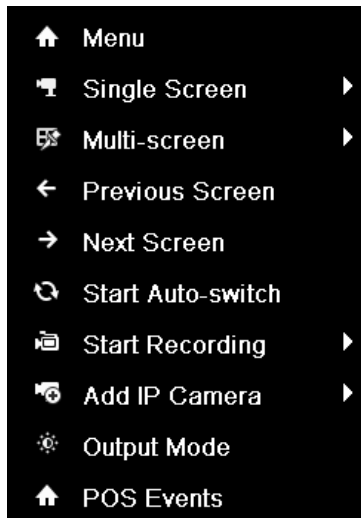 Menu
Single Screen
Multi-screen
Previous Screen
Next Screen
Start Auto-switch
Start Recording
Add IP Camera
Output Mode
POS Events